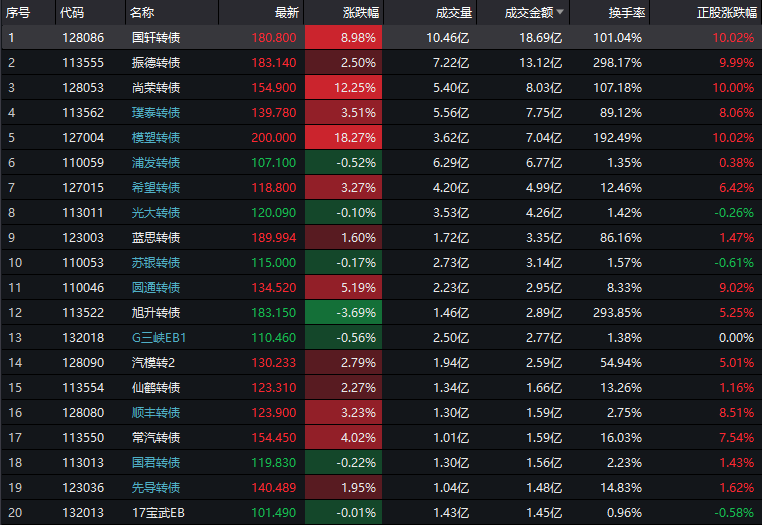 序号 代码 名称 最新 涨跌幅 成交量 成交金额 换手率 正股涨跌幅
1 128086 国轩转债 180.800 8.98% 10.46亿 18.69亿 101.04% 10.02%
2 113555 振德转债 183.140 2.50% 7.22亿 13.12亿 298.17% 9.99%
3 128053 尚荣转债 154.900 12.25% 5.40亿 8.03亿 107.18% 10.00%
4 113562 璞泰转债 139.780 3.51% 5.56亿 7.75亿 89.12% 8.06%
5 127004 模塑转债 200.000 18.27% 3.62亿 7.04亿 192.49% 10.02%
6 110059 浦发转债 107.100 -0.52% 6.29亿 6.77亿 1.35% 0.38%
7 127015 希望转债 118.800 3.27% 4.20亿 4.99亿 12.46% 6.42%
8 113011 光大转债 120.090 -0.10% 3.53亿 4.26亿 1.42% -0.26%
9 123003 蓝思转债 189.994 1.60% 1.72亿 3.35亿 86.16% 1.47%
10 110053 苏银转债 115.000 -0.17% 2.73亿 3.14亿 1.57% -0.61%
11 110046 圆通转债 134.520 5.19% 2.23亿 2.95亿 8.33% 9.02%
12 113522 旭升转债 183.150 -3.69% 1.46亿 2.89亿 293.85% 5.25%
13 132018 G三峡EB1 110.460 -0.56% 2.50亿 2.77亿 1.38% 0.00%
14 128090 汽模转2 130.233 2.79% 1.94亿 2.59亿 54.94% 5.01%
15 113554 仙鹤转债 123.310 2.27% 1.34亿 1.66亿 13.26% 1.16%
16 128080 顺丰转债 123.900 3.23% 1.30亿 1.59亿 2.75% 8.51%
17 113550 常汽转债 154.450 4.02% 1.01亿 1.59亿 16.03% 7.54%
18 113013 国君转债 119.830 -0.22% 1.30亿 1.56亿 2.23% 1.43%
19 123036 先导转债 140.489 1.95% 1.04亿 1.48亿 14.83% 1.62%
20 132013 17宝武EB 101.490 -0.01% 1.43亿 1.45亿 0.96% -0.58%